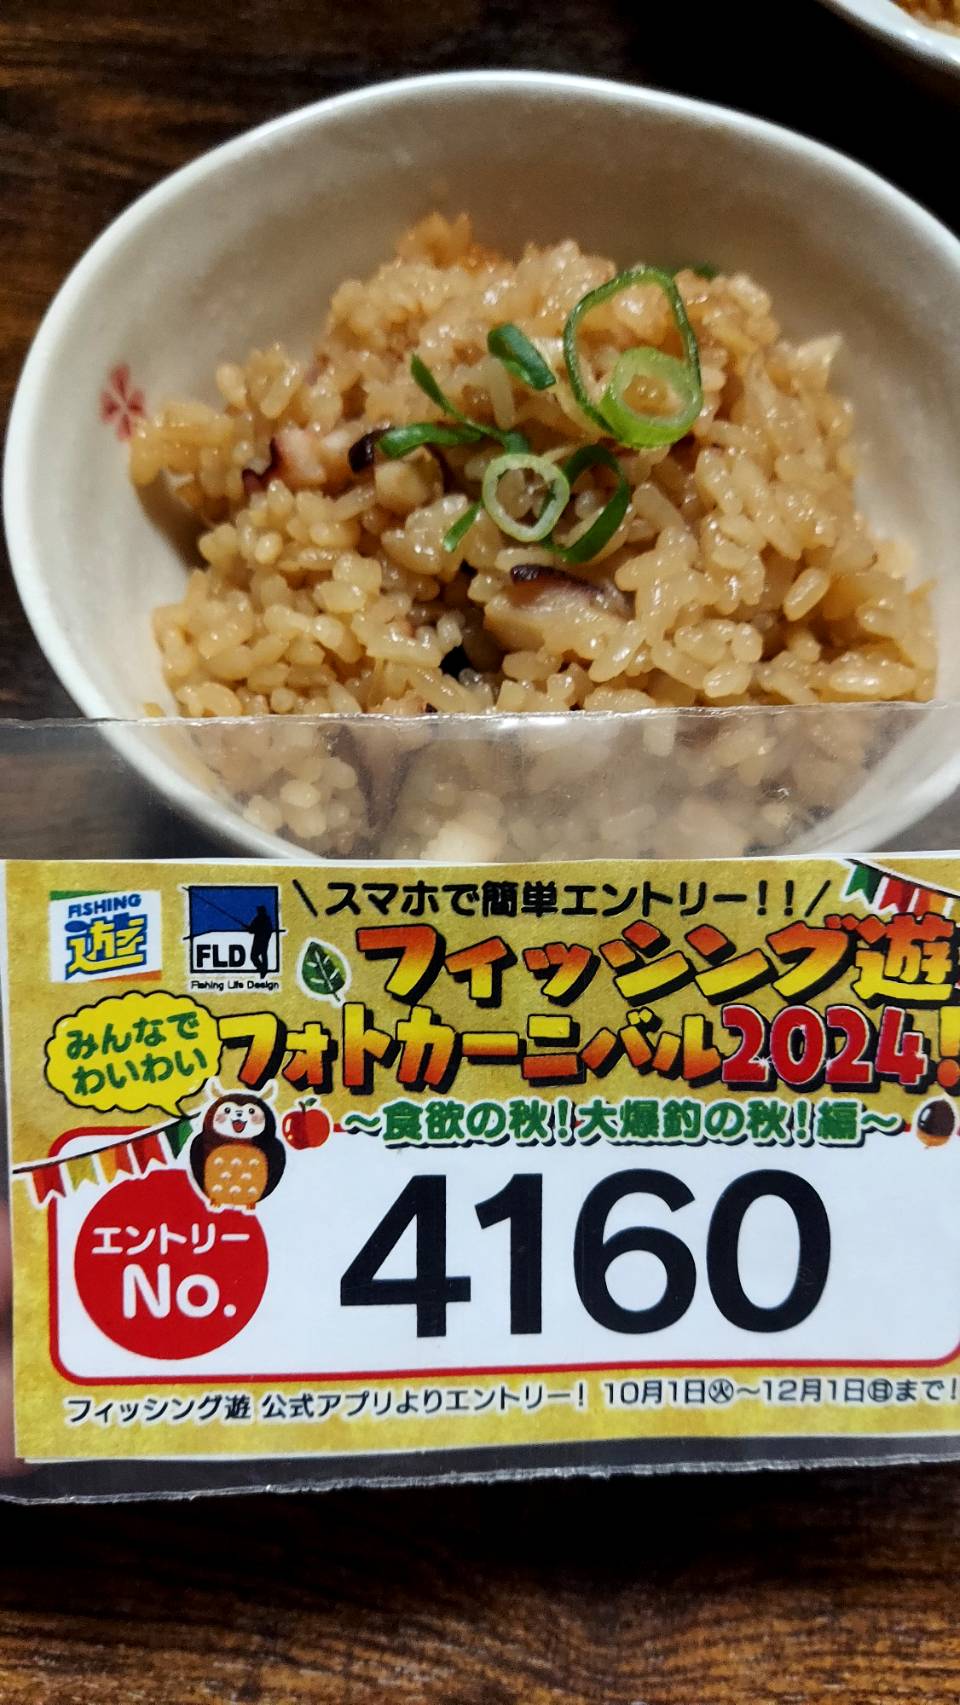 \スマホで簡単エントリー!!/
FISHING
遊
FLD
Fishing Life Design
フィッシング遊
みんなで
わいわい
フォトカーニバル2024!
~食欲の秋!大爆釣の秋!編~
エントリー
No.
4160
フィッシング遊 公式アプリよりエントリー! 10月1日㊋~12月1日㊐まで!